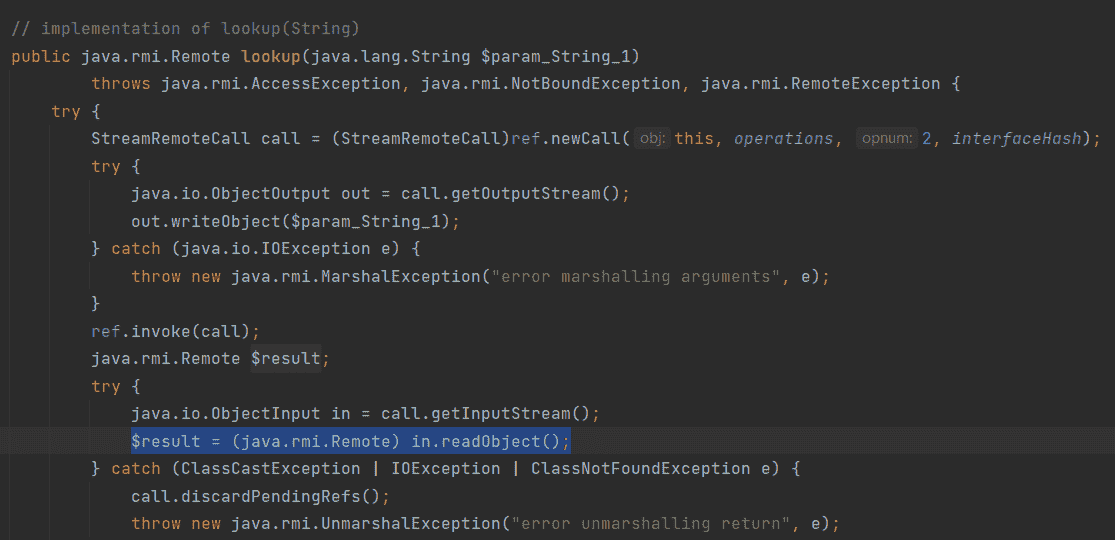 // implementation of lookup(String)
public java.rmi.Remote lookup(java.lang.String $param_String_1)
        throws java.rmi.AccessException, java.rmi.NotBoundException, java.rmi.RemoteException {
    try {
        StreamRemoteCall call = (StreamRemoteCall)ref.newCall( obj: this, operations, opnum: 2, interfaceHash);
        try {
            java.io.ObjectOutput out = call.getOutputStream();
            out.writeObject($param_String_1);
        } catch (java.io.IOException e) {
            throw new java.rmi.MarshalException("error marshalling arguments", e);
        }
        ref.invoke(call);
        java.rmi.Remote $result;
        try {
            java.io.ObjectInput in = call.getInputStream();
            $result = (java.rmi.Remote) in.readObject();
        } catch (ClassCastException | IOException | ClassNotFoundException e) {
            call.discardPendingRefs();
            throw new java.rmi.UnmarshalException("error unmarshalling return", e);